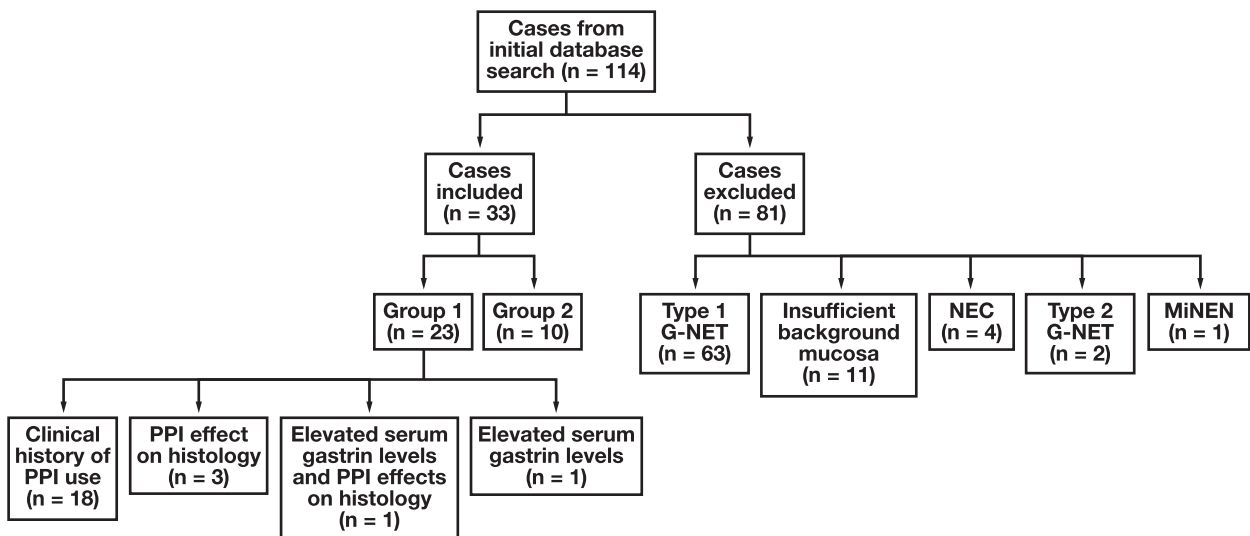 Cases from
initial database
search (n = 114)
Cases
included
(n = 33)
Cases
excluded
(n = 81)
Group 1
(n = 23)
Group 2
(n = 10)
Type 1
G-NET
(n = 63)
Insufficient
background
mucosa
(n = 11)
NEC
(n = 4)
Type 2
G-NET
(n = 2)
MiNEN
(n = 1)
Clinical
history of
PPI use
(n = 18)
PPI effect
on histology
(n = 3)
Elevated serum
gastrin levels
and PPI effects
on histology
(n = 1)
Elevated serum
gastrin levels
(n = 1)